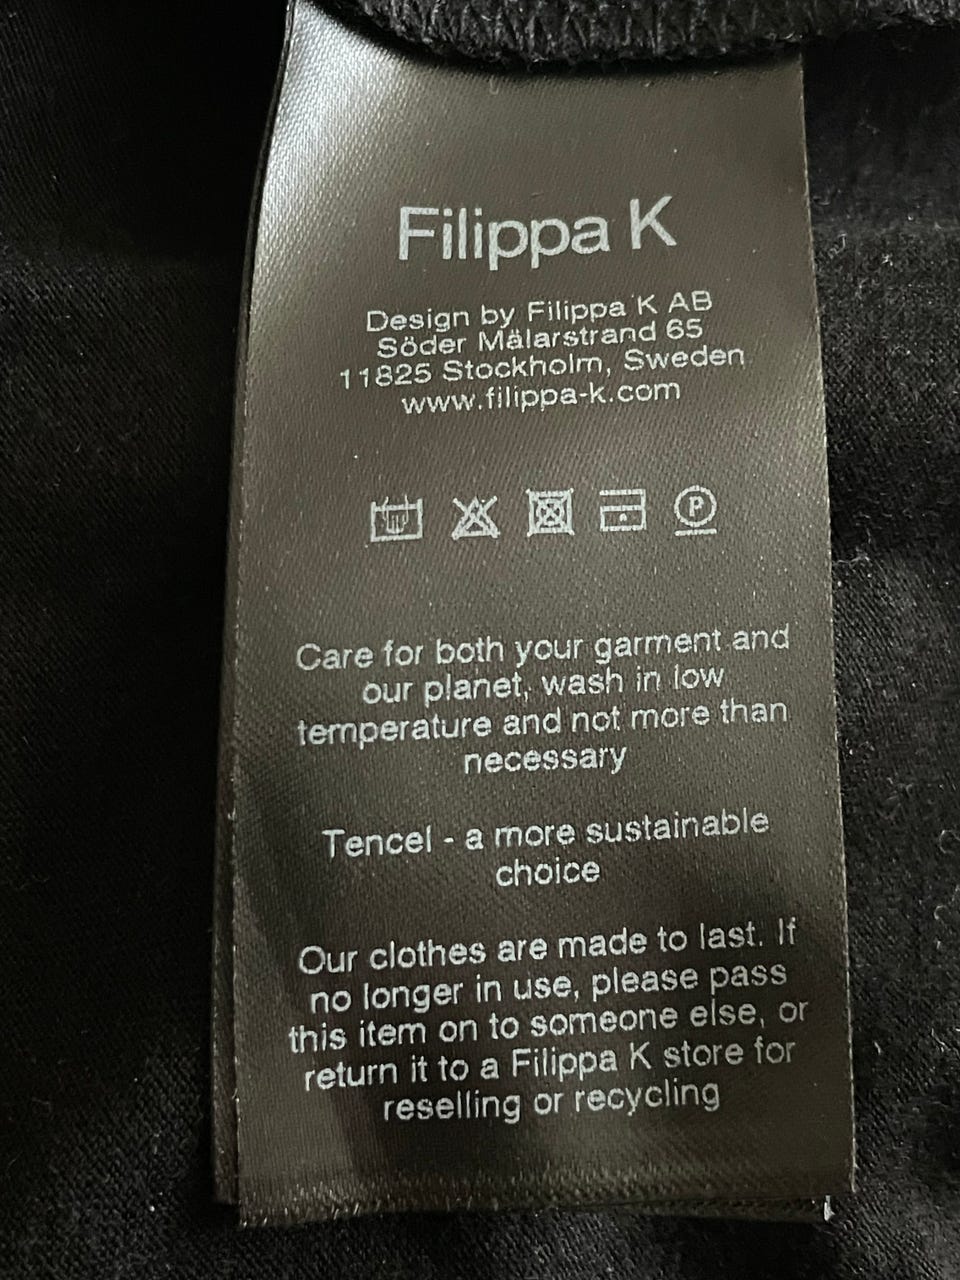 Filippa K
Design by Filippa K AB
Söder Mälarstrand 65
11825 Stockholm, Sweden
www.filippa-k.com
P
Care for both your garment and
our planet, wash in low
temperature and not more than
necessary
Tencel - a more sustainable
choice
Our clothes are made to last. If
no longer in use, please pass
this item on to someone else, or
return it to a Filippa K store for
reselling or recycling